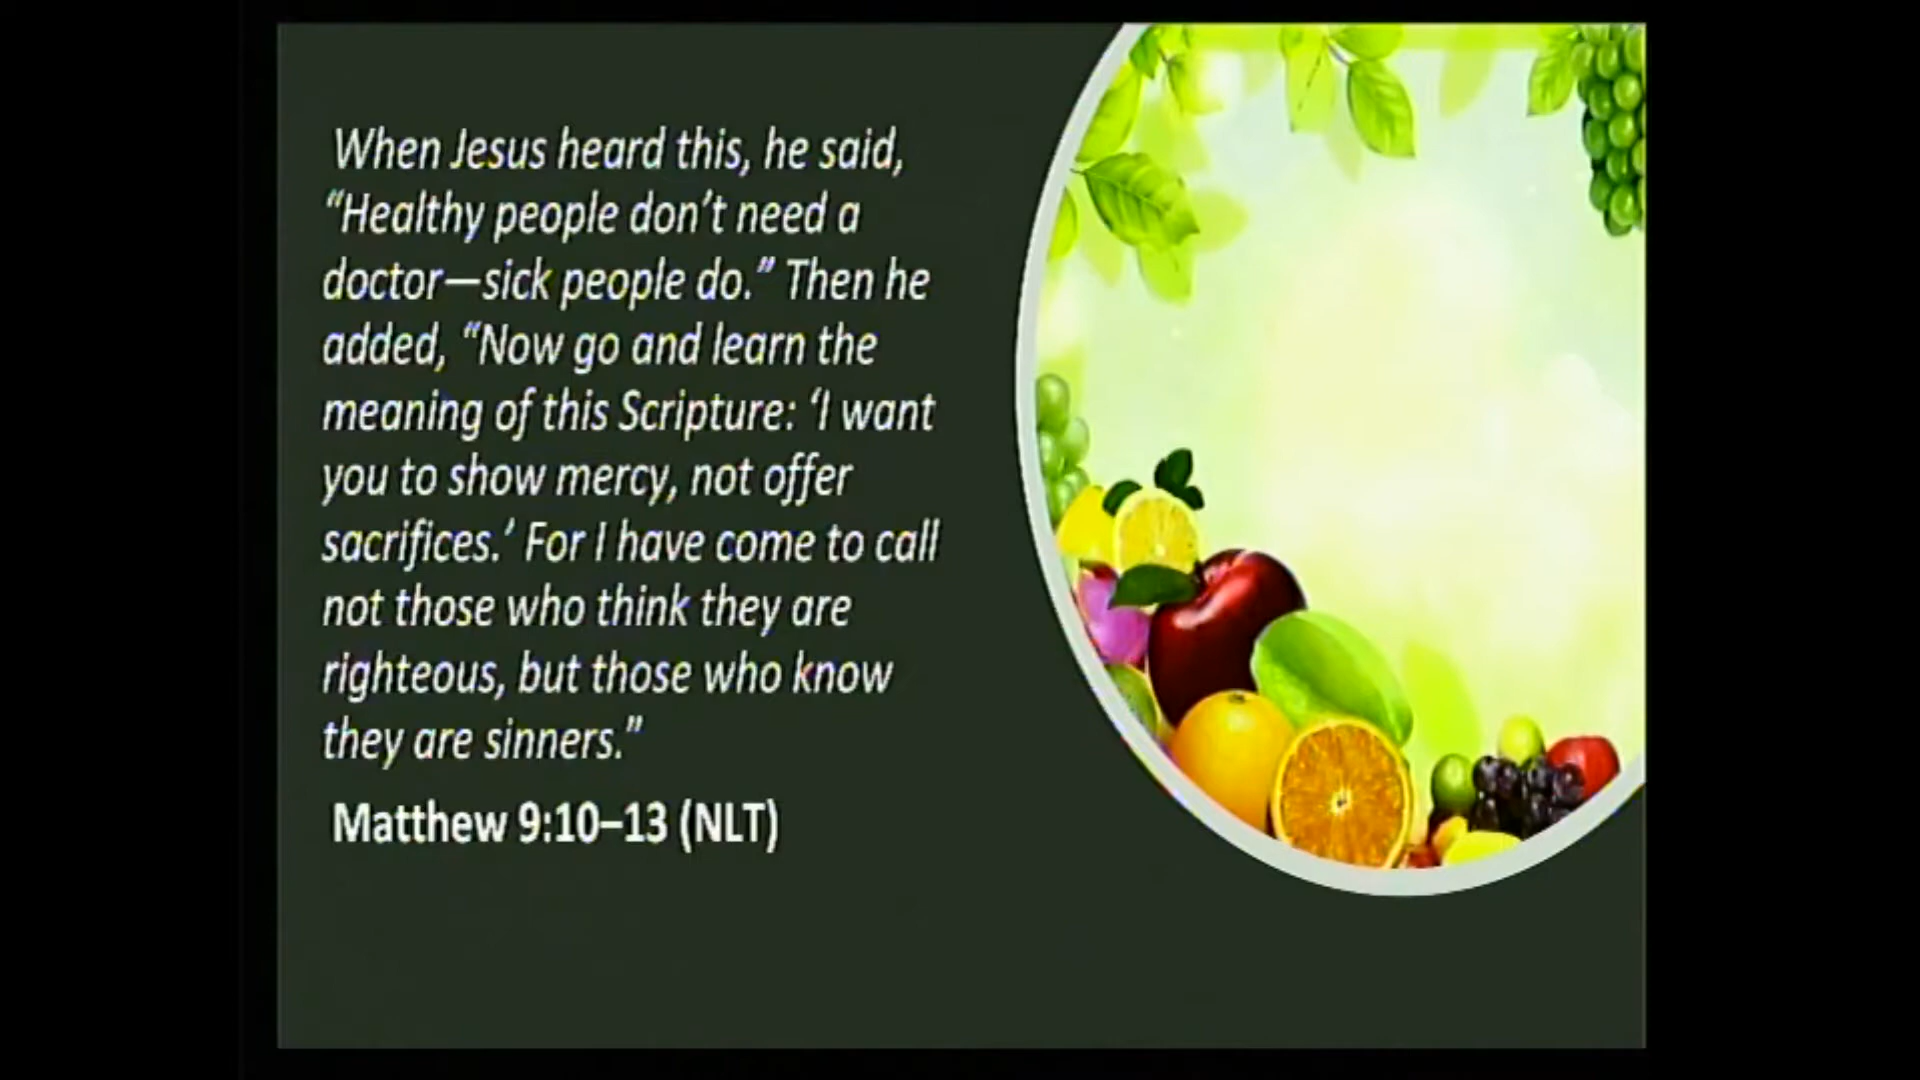 When Jesus heard this, he said,
“Healthy people don’t need a
doctor—sick people do.” Then he
added, “Now go and learn the
meaning of this Scripture: ‘I want
you to show mercy, not offer
sacrifices.’ For I have come to call
not those who think they are
righteous, but those who know
they are sinners.”
Matthew 9:10–13 (NLT)